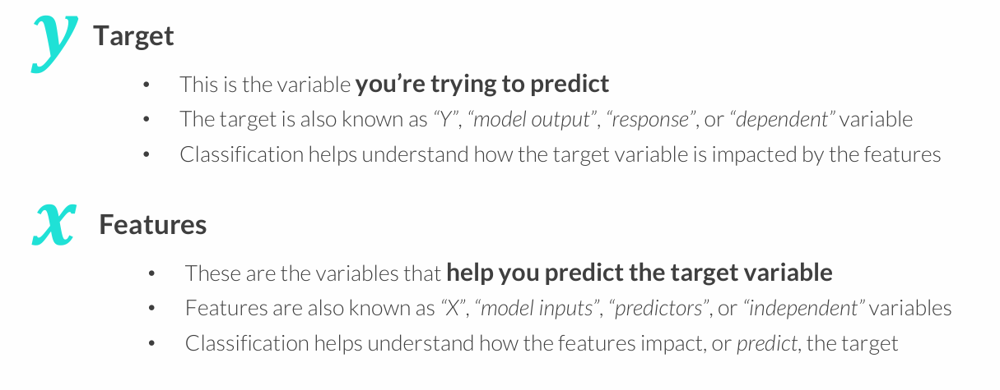 y Target
• This is the variable you’re trying to predict
• The target is also known as “Y”, “model output”, “response”, or “dependent” variable
• Classification helps understand how the target variable is impacted by the features
x Features
• These are the variables that help you predict the target variable
• Features are also known as “X”, “model inputs”, “predictors”, or “independent” variables
• Classification helps understand how the features impact, or predict, the target